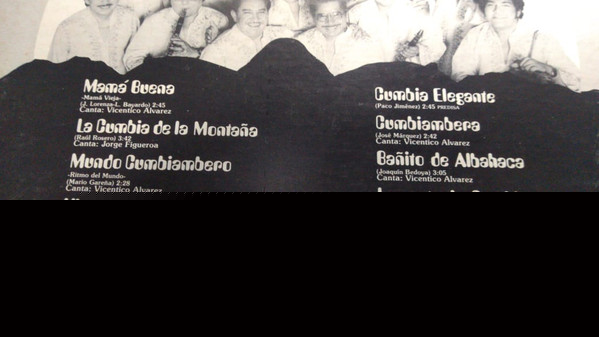 Mamá Buena
-Mamá Vieja-
(J. Lorenza-L. Bayardo) 2:45
Canta: Vicentico Alvarez
La Cumbia de la Montaña
(Raúl Rosero) 3:42
Canta: Jorge Figueroa
Mundo Cumbiambero
-Ritmo del Mundo-
(Mario Gareña) 2:28
Canta: Vicentico Alvarez
Cumbia Elegante
(Paco Jiménez) 2:45 PREDISA
Cumbiambera
(José Márquez) 2:42
Canta: Vicentico Alvarez
Bañito de Albahaca
(Joaquín Bedoya) 3:05
Canta: Vicentico Alvarez